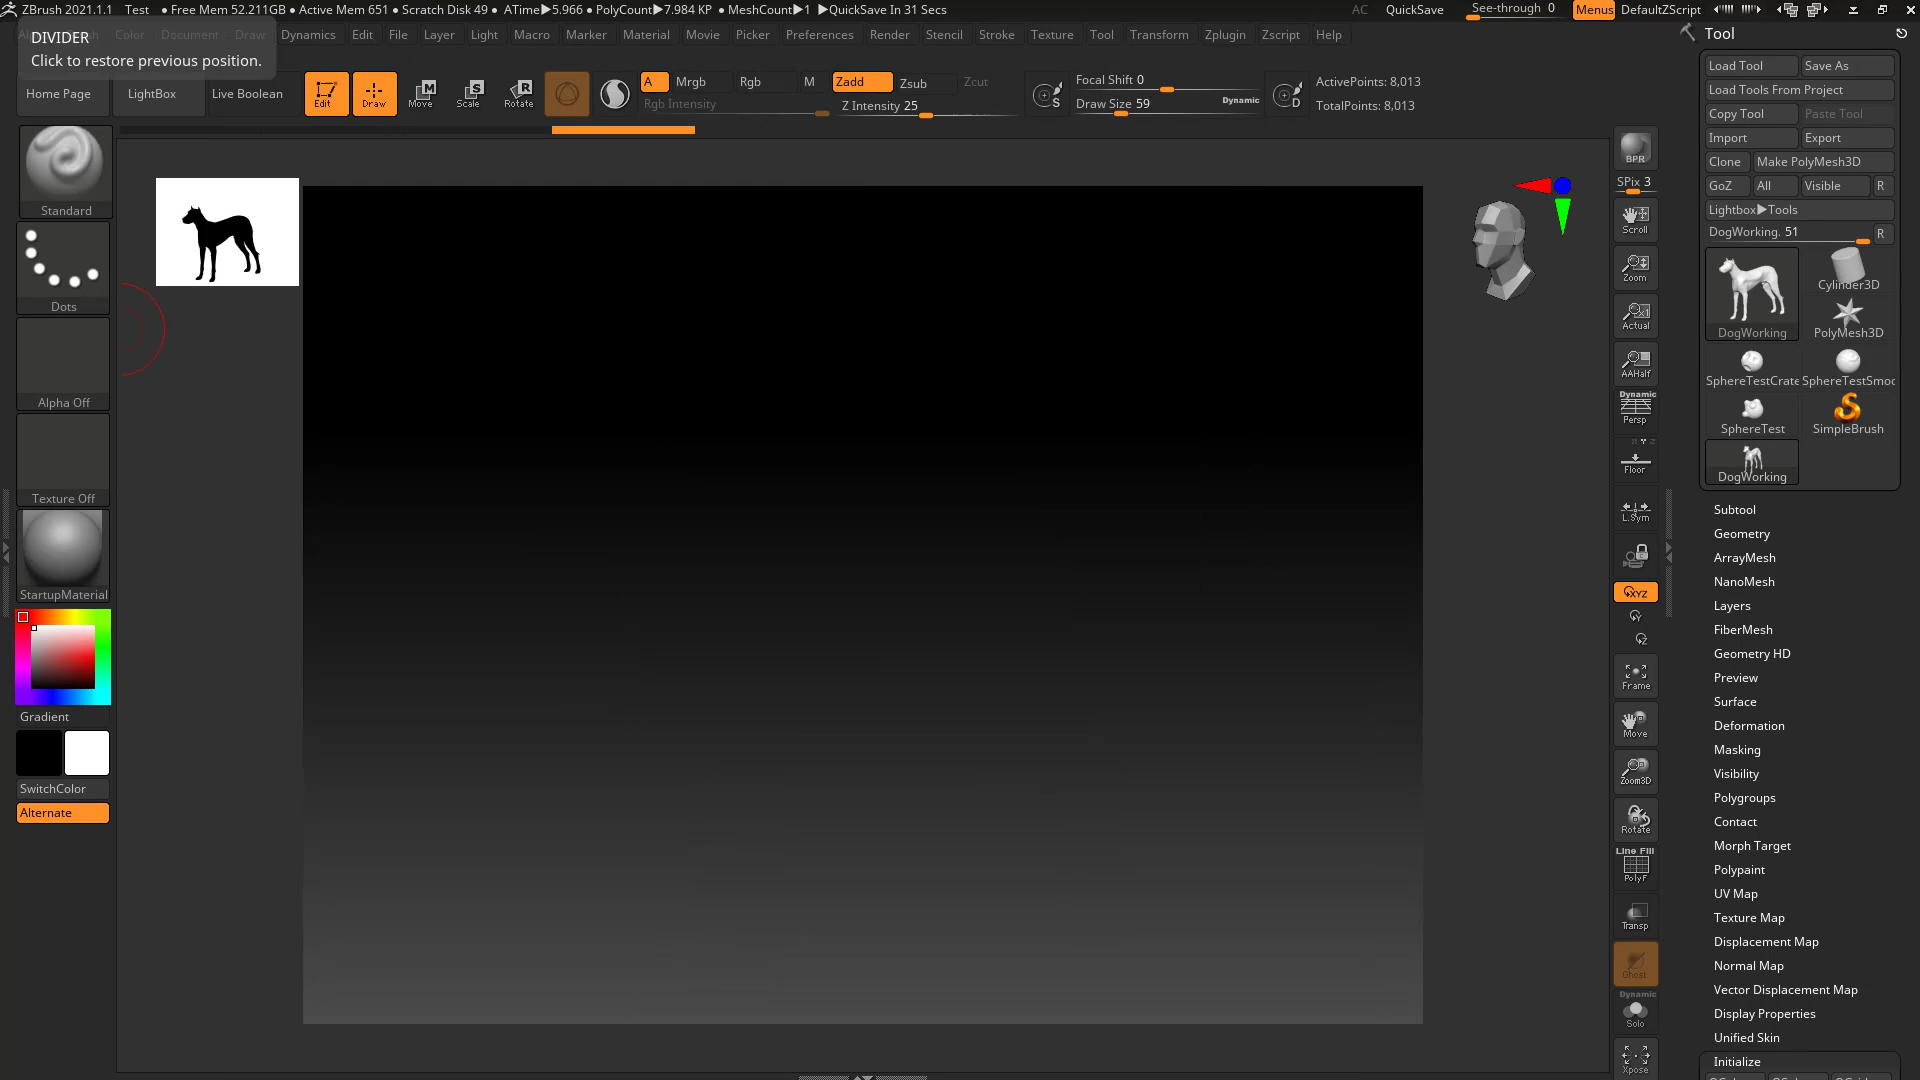 ZBrush 2021.1.1 Test ● Free Mem 52.211GB ● Active Mem 651 ● Scratch Disk 49 ● ATime▶5.966 ● PolyCount▶7.984 KP ● MeshCount▶1 ▶QuickSave In 31 Secs AC QuickSave See-through 0 Menus DefaultZScript
DIVIDER
Click to restore previous position.
Color Document Draw Dynamics Edit File Layer Light Macro Marker Material Movie Picker Preferences Render Stencil Stroke Texture Tool Transform Zplugin Zscript Help
Home Page LightBox Live Boolean Edit Draw Move Scale Rotate
A Mrgb Rgb M Zadd Zsub Zcut
Rgb Intensity Z Intensity 25
Focal Shift 0
Draw Size 59 Dynamic
S D
ActivePoints: 8,013
TotalPoints: 8,013
Standard
Dots
Alpha Off
Texture Off
StartupMaterial
Gradient
SwitchColor
Alternate
BPR
SPix 3
Scroll
Zoom
Actual
AAHalf
Dynamic
Persp
Floor
L.Sym
XYZ
Y
Z
Frame
Move
Zoom3D
Rotate
Line Fill
PolyF
Transp
Ghost
Dynamic
Solo
Xpose
Tool
Load Tool Save As
Load Tools From Project
Copy Tool Paste Tool
Import Export
Clone Make PolyMesh3D
GoZ All Visible R
Lightbox▶Tools
DogWorking. 51 R
DogWorking Cylinder3D
PolyMesh3D
SphereTestCrate SphereTestSmoo
SphereTest SimpleBrush
DogWorking
Subtool
Geometry
ArrayMesh
NanoMesh
Layers
FiberMesh
Geometry HD
Preview
Surface
Deformation
Masking
Visibility
Polygroups
Contact
Morph Target
Polypaint
UV Map
Texture Map
Displacement Map
Normal Map
Vector Displacement Map
Display Properties
Unified Skin
Initialize